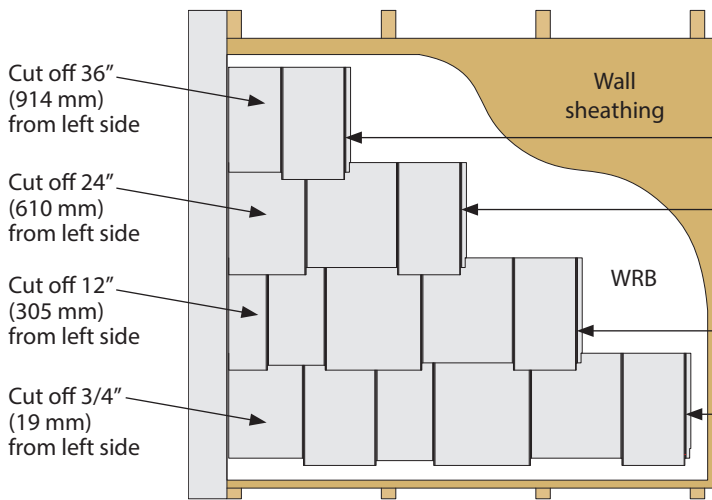 Cut off 36”
(914 mm)
from left side
Wall
sheathing
Cut off 24”
(610 mm)
from left side
Cut off 12”
(305 mm)
from left side
WRB
Cut off 3/4”
(19 mm)
from left side